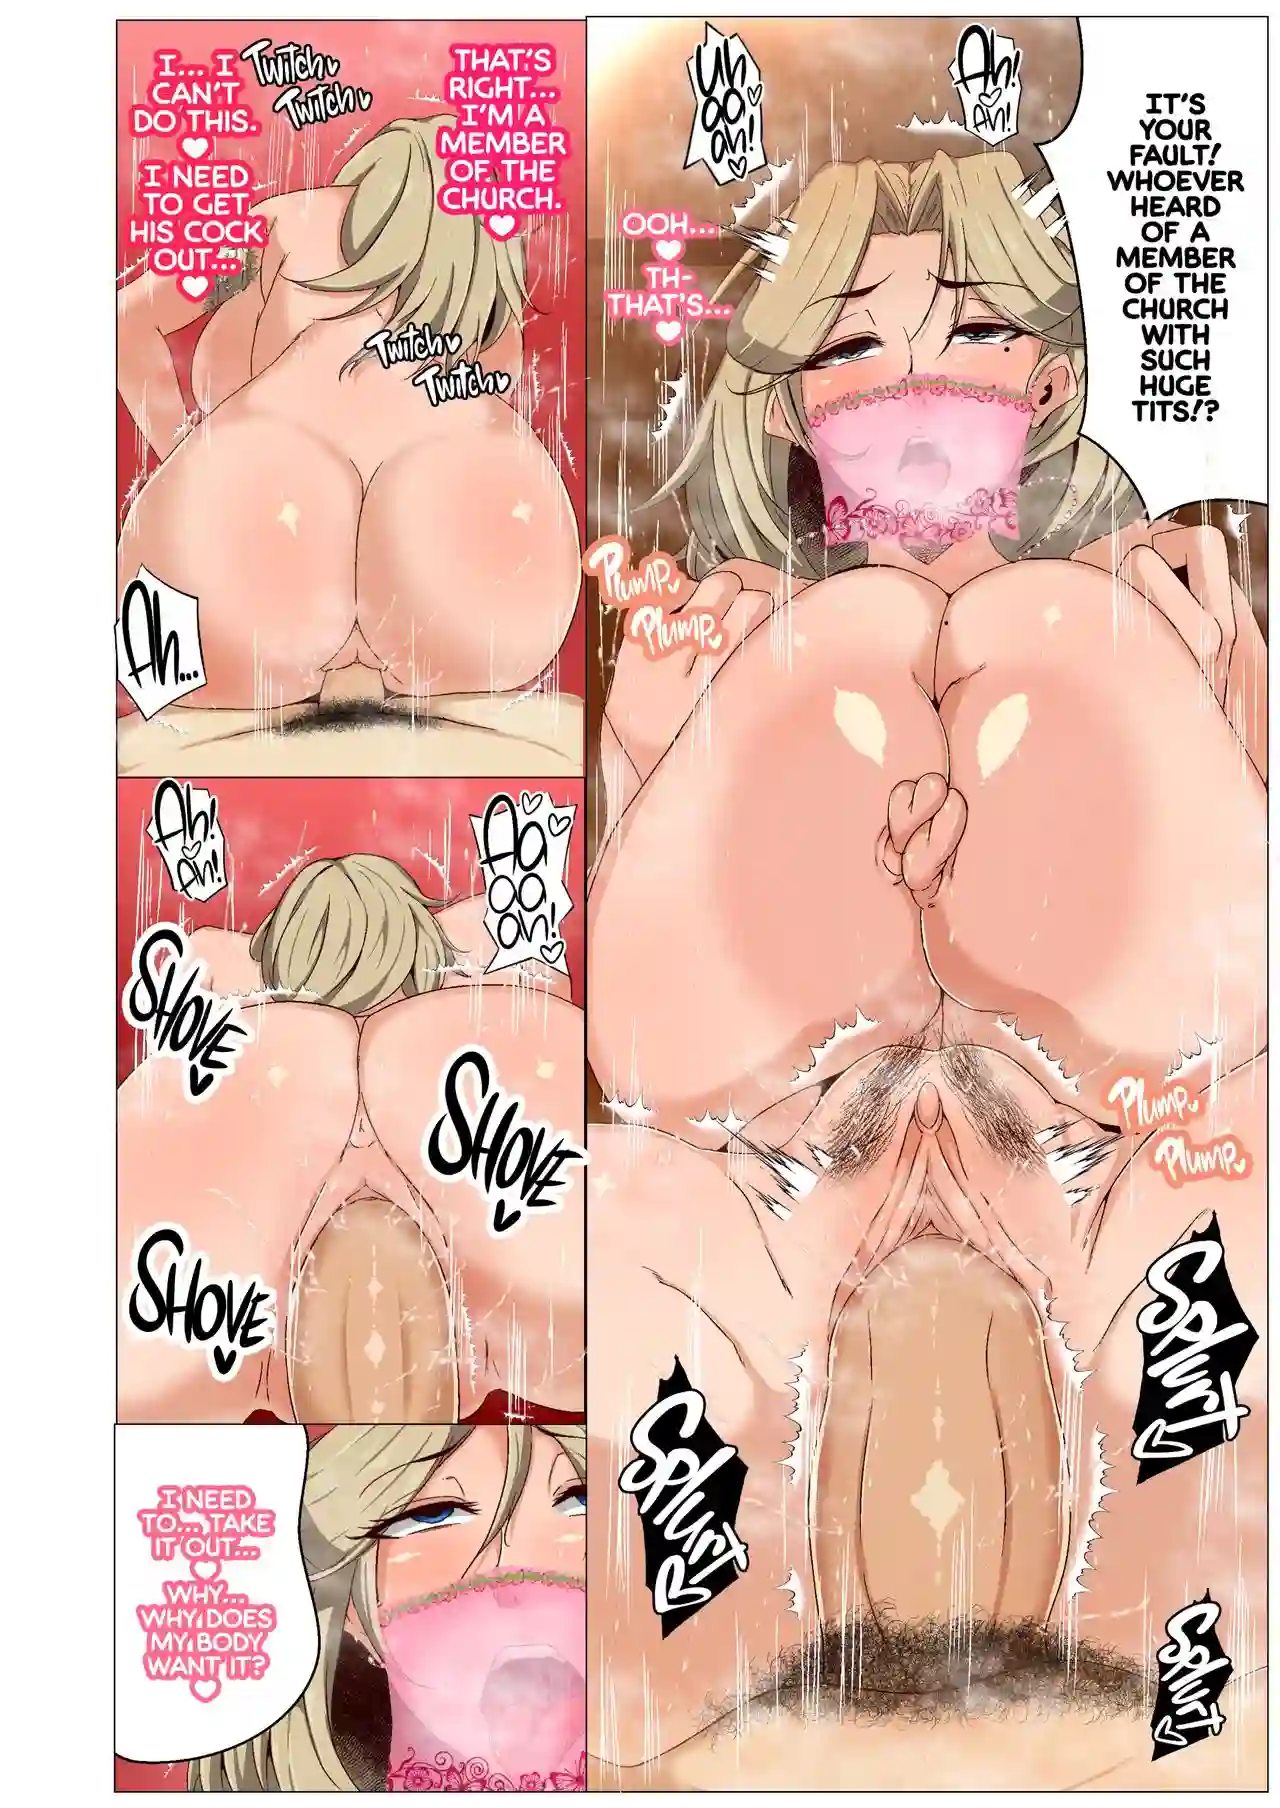 IT'S
YOUR
FAULT!
WHOEVER
HEARD
OF A
MEMBER
OF THE
CHURCH
WITH
SUCH
HUGE
TITS!?
Ah!
♡
Ah!
Uh
oo
ah!
♡
OOH...
♥
TH-
THAT'S...
♥
Plump♥
Plump♥
Plump♥
Plump♥
Splurt♡
Splurt♡
Splurt♡
THAT'S
RIGHT...
I'M A
MEMBER
OF THE
CHURCH.
♡
Twitch♥
Twitch♥
I... I
CAN'T
DO THIS.
♥
I NEED
TO GET
HIS COCK
OUT...
♡
Twitch♥
Twitch♥
Ah...
Aa
aa
ah!
♡
Ah!
♡
Ah!
SHOVE♥
SHOVE♥
SHOVE♥
I NEED
TO... TAKE
IT OUT...
♡
WHY...
WHY DOES
MY BODY
WANT IT?
♡